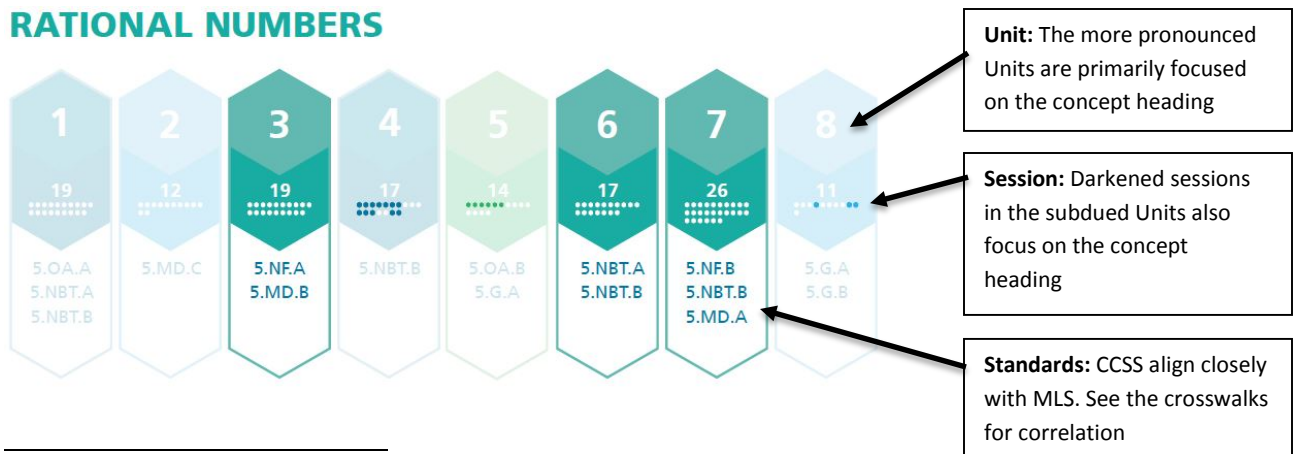 RATIONAL NUMBERS
1
2
3
4
5
6
7
8
19
12
19
17
14
17
26
11
5.OA.A
5.NBT.A
5.NBT.B
5.MD.C
5.NF.A
5.MD.B
5.NBT.B
5.OA.B
5.G.A
5.NBT.A
5.NBT.B
5.NF.B
5.NBT.B
5.MD.A
5.G.A
5.G.B
Unit: The more pronounced
Units are primarily focused
on the concept heading
Session: Darkened sessions
in the subdued Units also
focus on the concept
heading
Standards: CCSS align closely
with MLS. See the crosswalks
for correlation